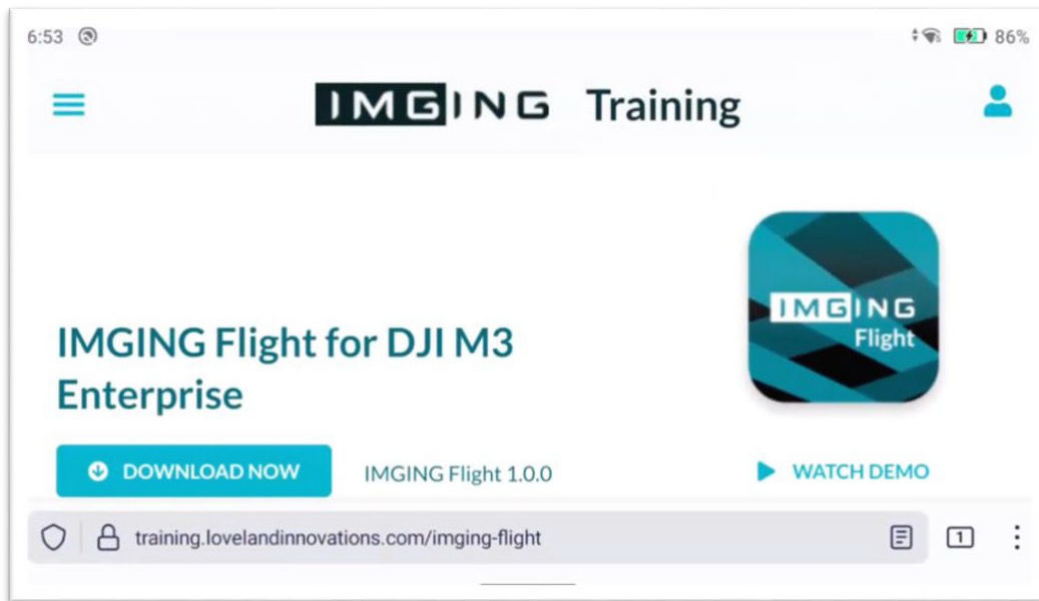 6:53 86%
IMGING Training
IMGING
Flight
IMGING Flight for DJI M3
Enterprise
DOWNLOAD NOW IMGING Flight 1.0.0 WATCH DEMO
training.lovelandinnovations.com/imging-flight 1